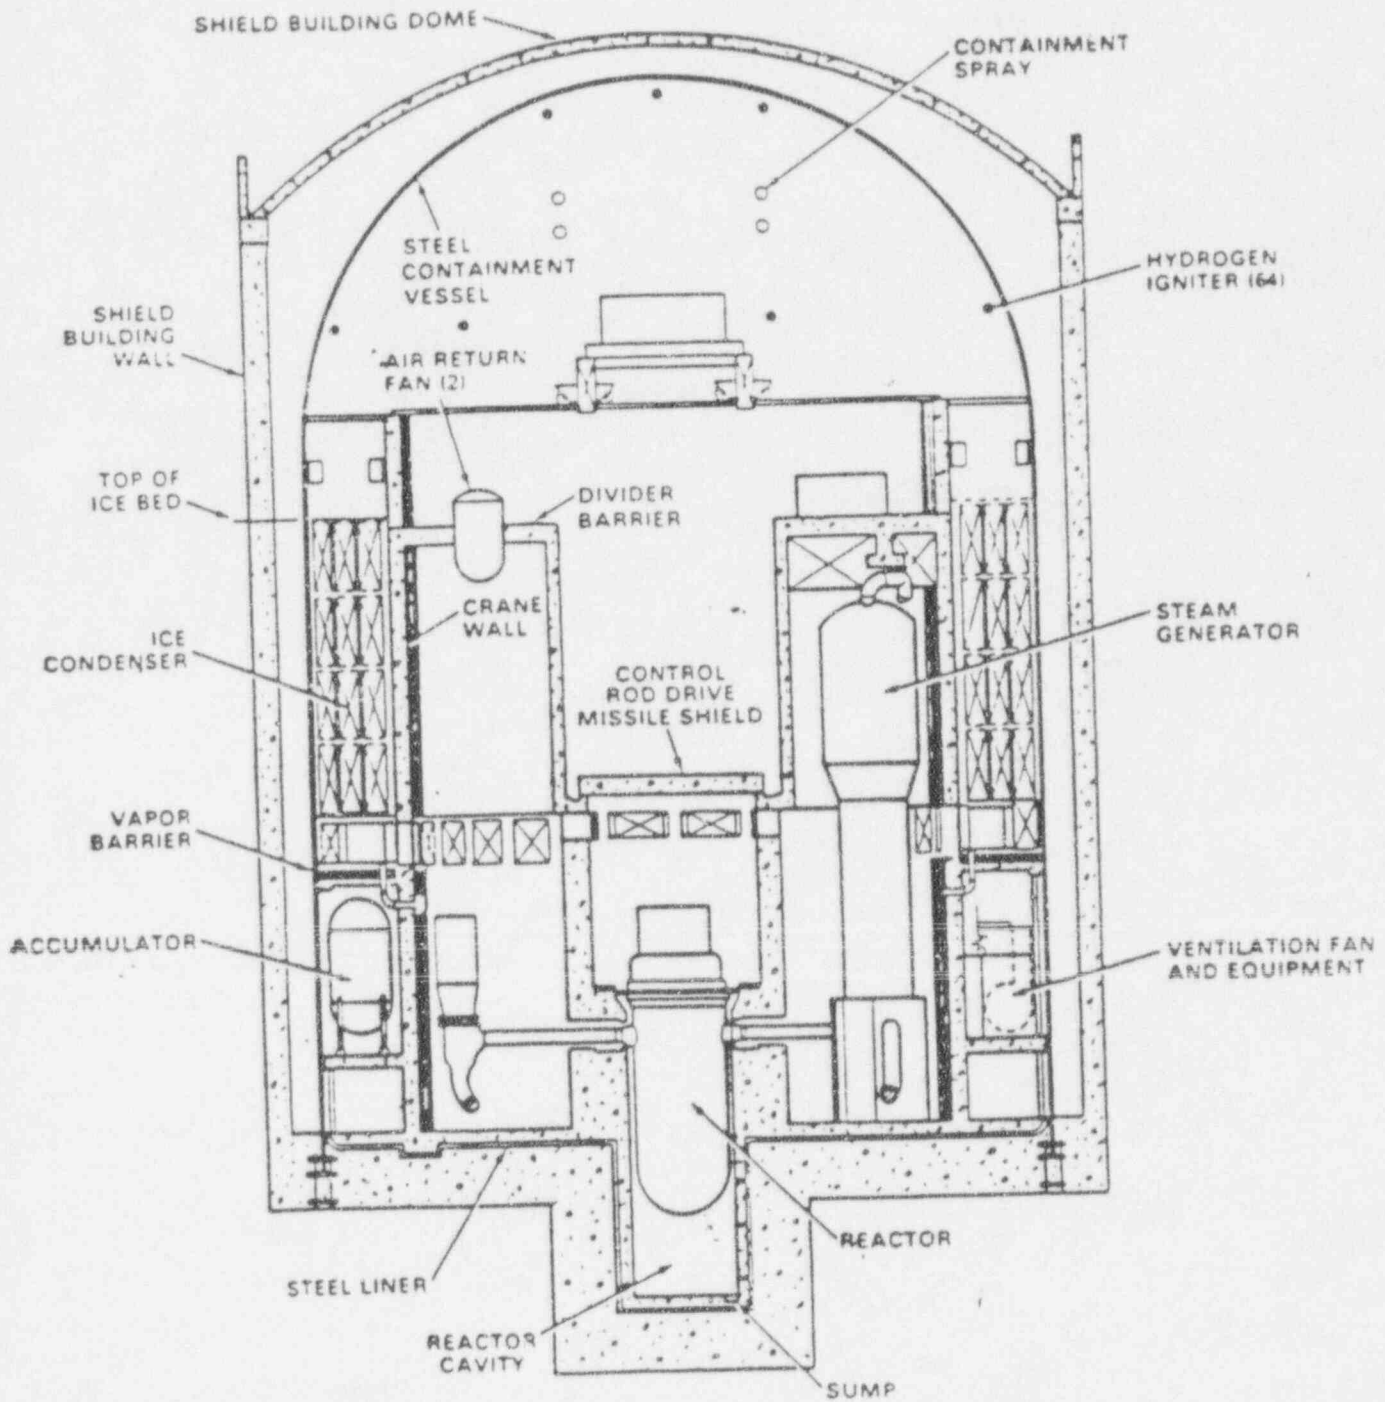 SHIELD BUILDING DOME
CONTAINMENT
SPRAY
STEEL
CONTAINMENT
VESSEL
HYDROGEN
IGNITER (64)
SHIELD
BUILDING
WALL
AIR RETURN
FAN (2)
TOP OF
ICE BED
DIVIDER
BARRIER
CRANE
WALL
STEAM
GENERATOR
ICE
CONDENSER
CONTROL
ROD DRIVE
MISSILE SHIELD
VAPOR
BARRIER
ACCUMULATOR
VENTILATION FAN
AND EQUIPMENT
REACTOR
STEEL LINER
REACTOR
CAVITY
SUMP